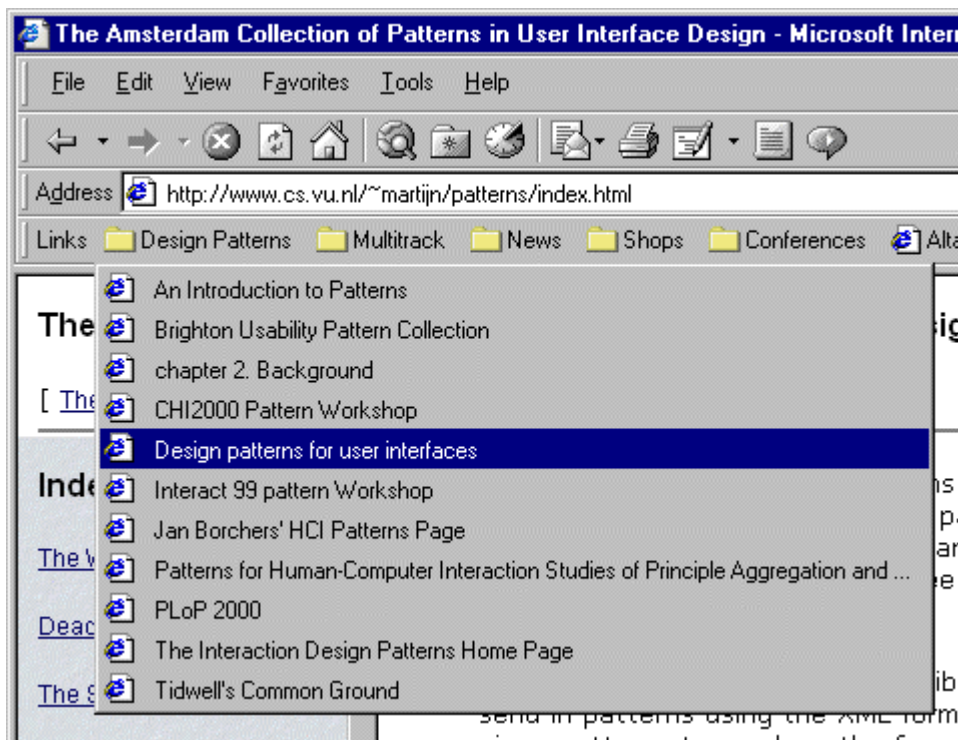 The Amsterdam Collection of Patterns in User Interface Design - Microsoft Inter
File Edit View Favorites Tools Help
Address http://www.cs.vu.nl/~martijn/patterns/index.html
Links Design Patterns Multitrack News Shops Conferences Alta
An Introduction to Patterns
The
Brighton Usability Pattern Collection
chapter 2. Background
[ The
CHI2000 Pattern Workshop
Design patterns for user interfaces
Inde
Interact 99 pattern Workshop
Jan Borchers' HCI Patterns Page
The
Patterns for Human-Computer Interaction Studies of Principle Aggregation and ...
PLoP 2000
Deac
The Interaction Design Patterns Home Page
The S
Tidwell's Common Ground
send in patterns using the XML form